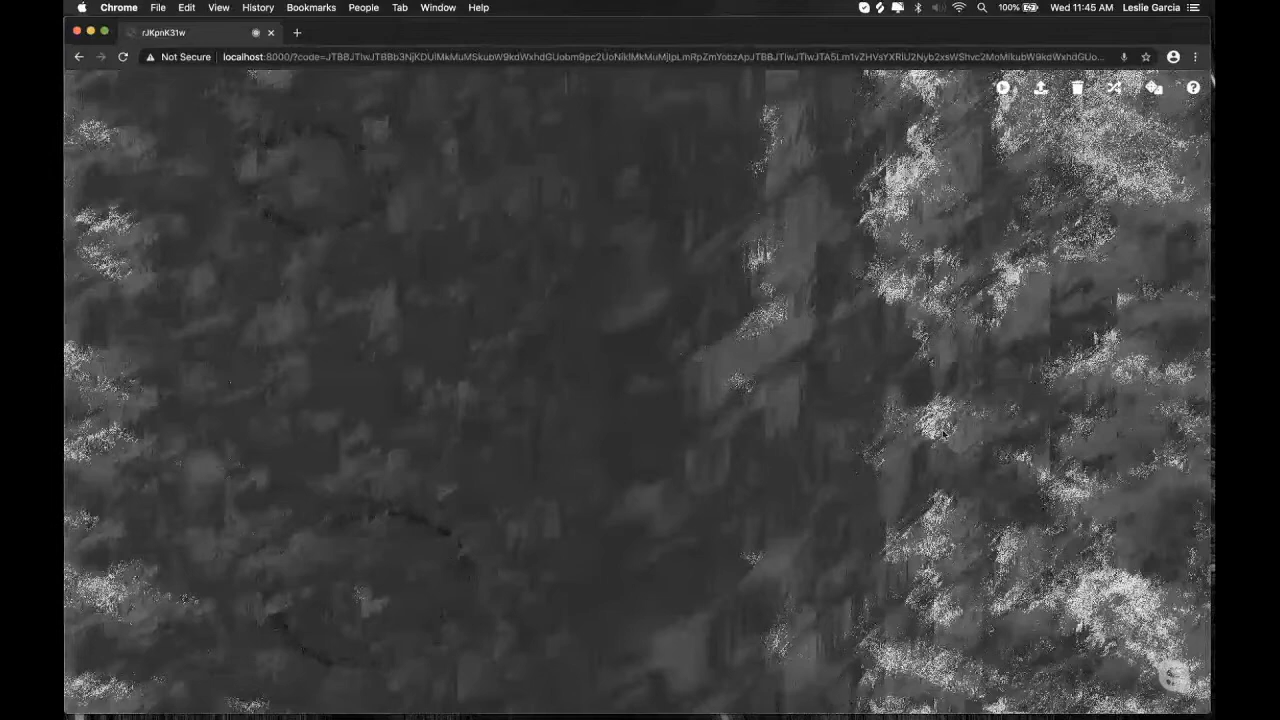 Chrome File Edit View History Bookmarks People Tab Window Help 100% Wed 11:45 AM Leslie Garcia
rJKpnK31w
Not Secure localhost:8000/?code=
?